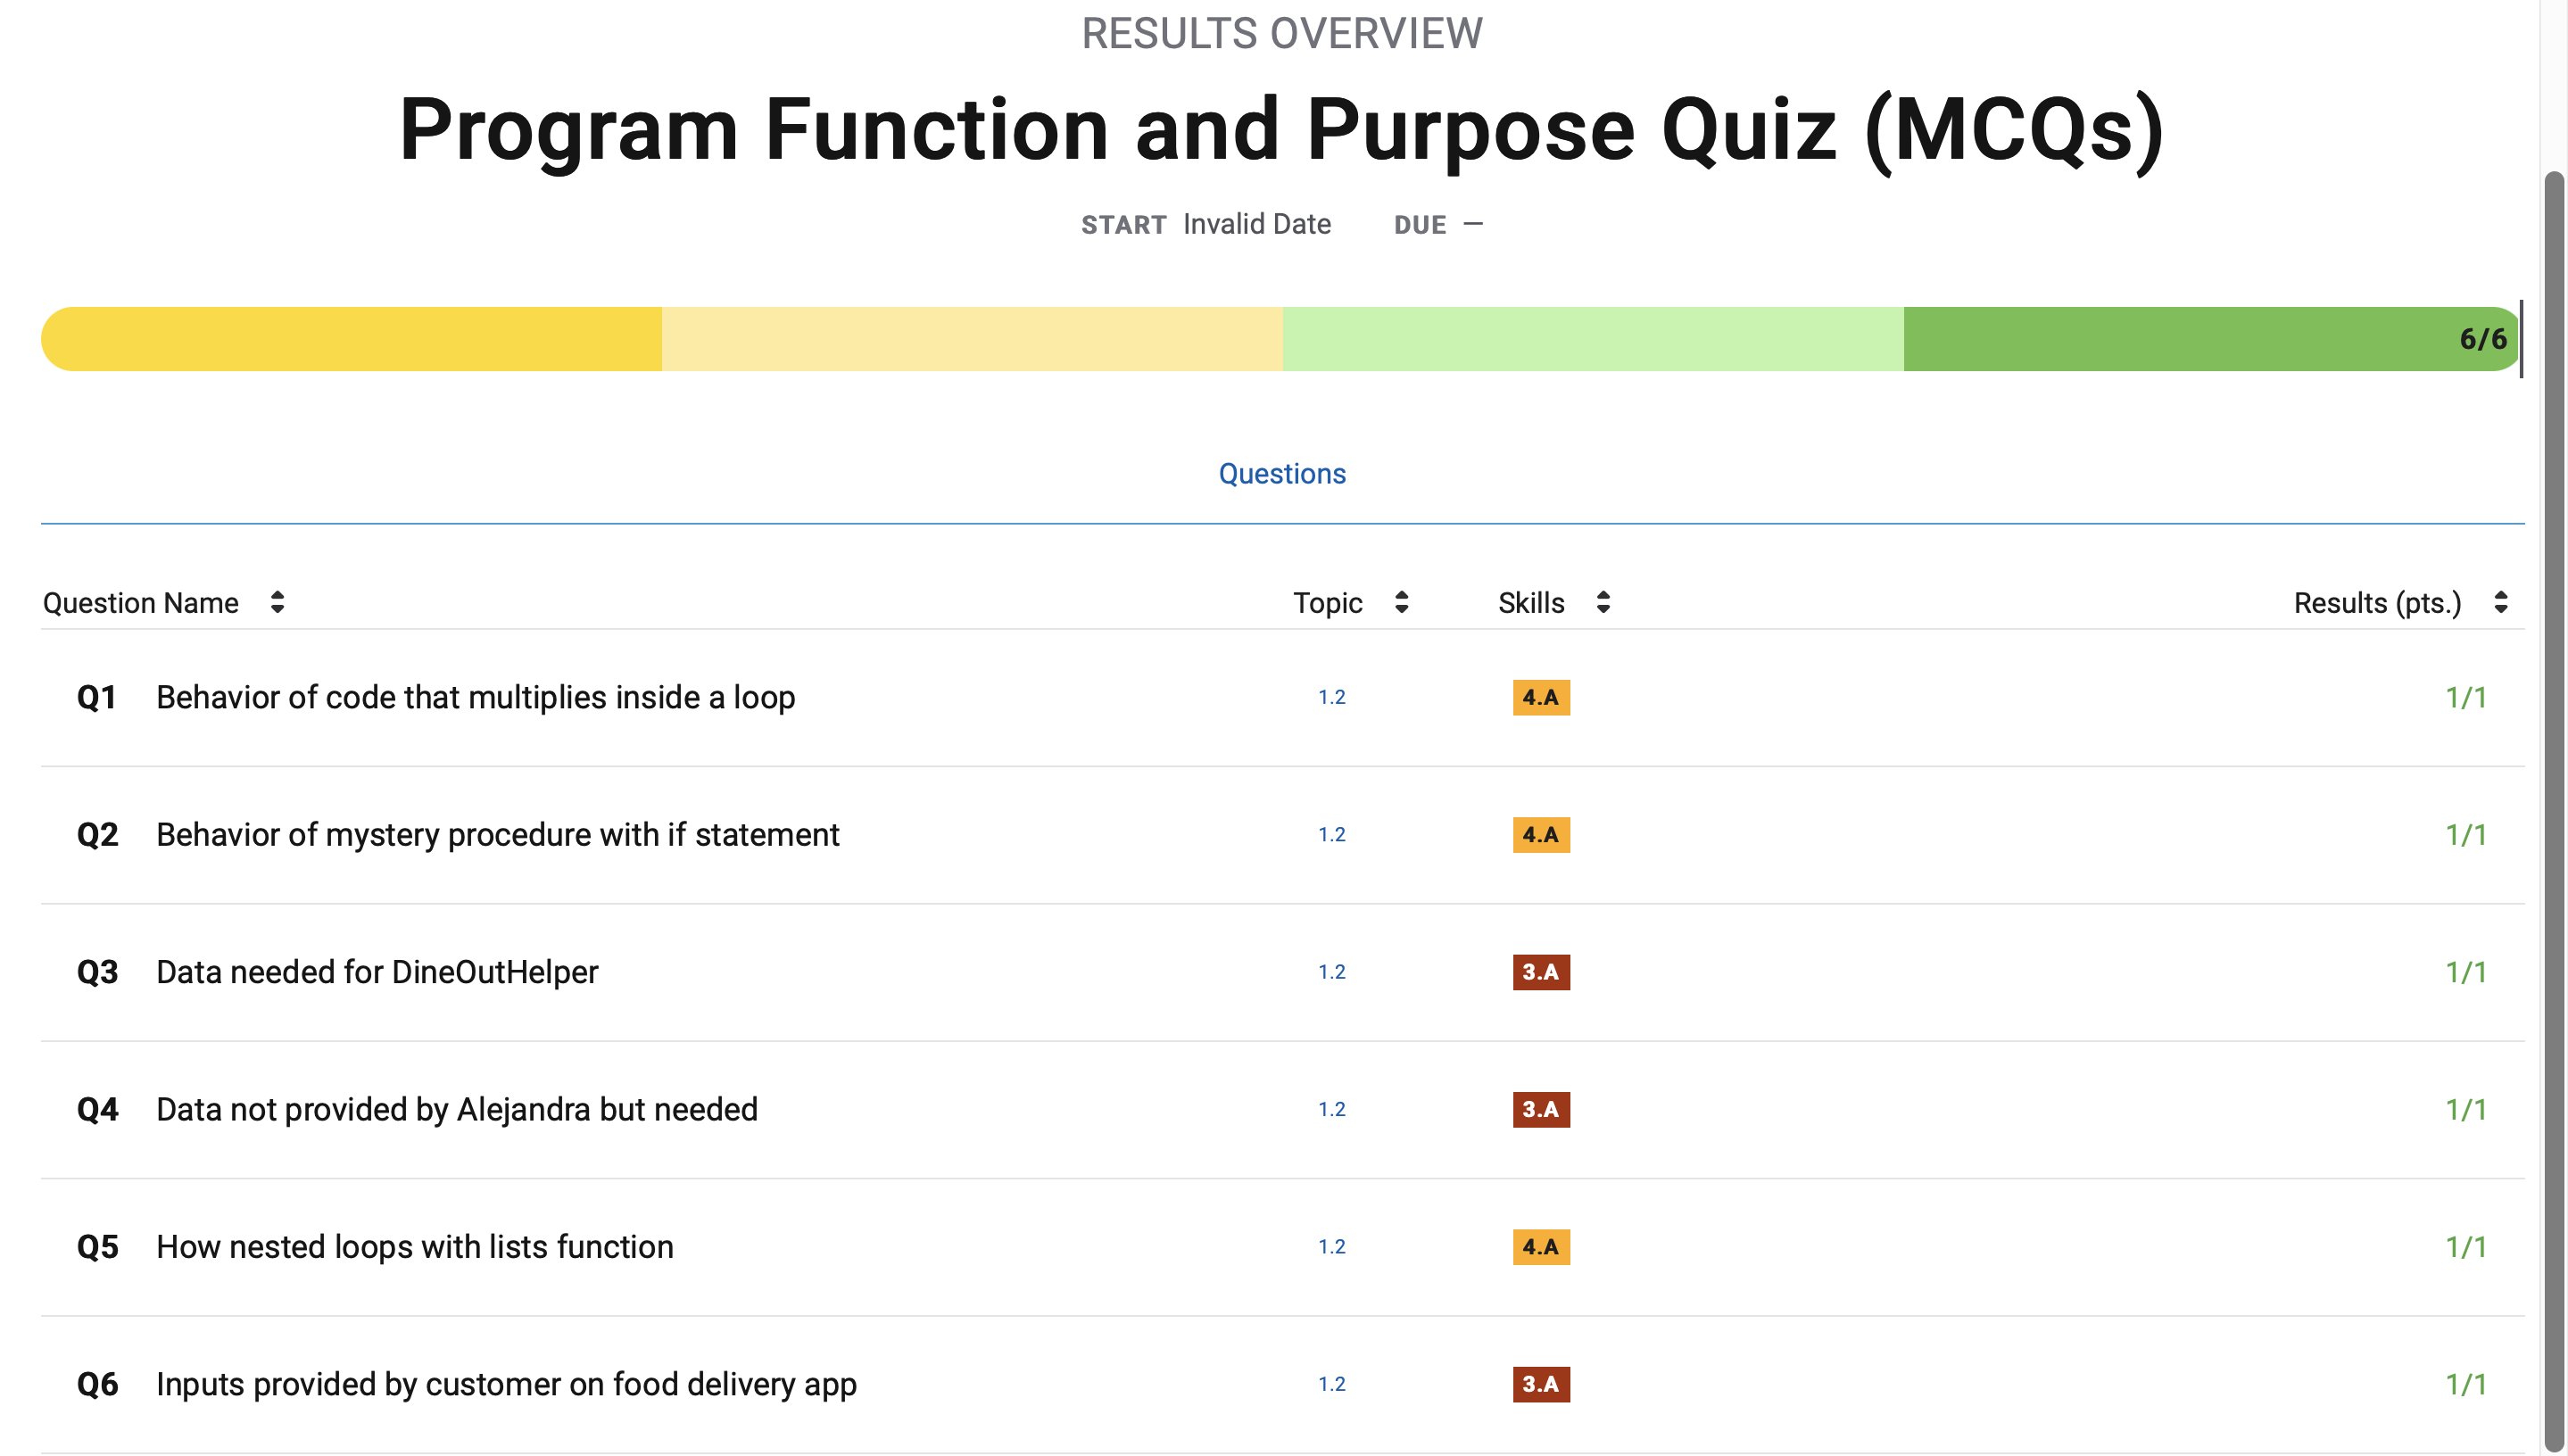 RESULTS OVERVIEW
Program Function and Purpose Quiz (MCQs)
START Invalid Date DUE —
6/6
Questions
Question Name Topic Skills Results (pts.)
Q1 Behavior of code that multiplies inside a loop 1.2 4.A 1/1
Q2 Behavior of mystery procedure with if statement 1.2 4.A 1/1
Q3 Data needed for DineOutHelper 1.2 3.A 1/1
Q4 Data not provided by Alejandra but needed 1.2 3.A 1/1
Q5 How nested loops with lists function 1.2 4.A 1/1
Q6 Inputs provided by customer on food delivery app 1.2 3.A 1/1